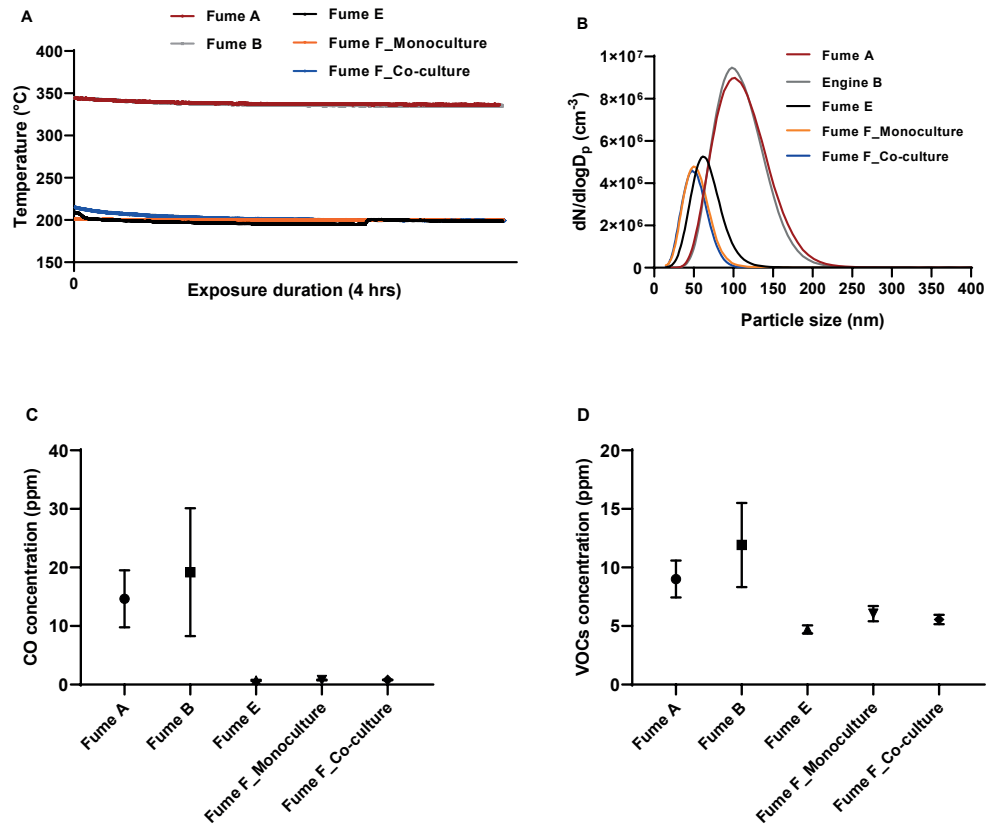 A
Fume A
Fume E
Fume B
Fume F_Monoculture
Fume F_Co-culture
Temperature (°C)
400
350
300
250
200
150
0
Exposure duration (4 hrs)
B
Fume A
Engine B
Fume E
Fume F_Monoculture
Fume F_Co-culture
dN/dlogDp (cm-3)
1×10⁷
8×10⁶
6×10⁶
4×10⁶
2×10⁶
0
0 50 100 150 200 250 300 350 400
Particle size (nm)
C
CO concentration (ppm)
40
30
20
10
0
Fume A
Fume B
Fume E
Fume F_Monoculture
Fume F_Co-culture
D
VOCs concentration (ppm)
20
15
10
5
0
Fume A
Fume B
Fume E
Fume F_Monoculture
Fume F_Co-culture